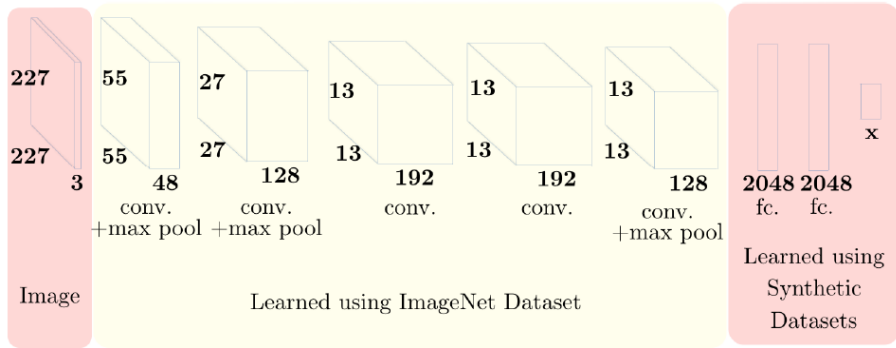 227
227
3
Image
55
55
48
conv.
+max pool
27
27
128
conv.
+max pool
13
13
192
conv.
13
13
192
conv.
13
13
128
conv.
+max pool
Learned using ImageNet Dataset
2048
fc.
2048
fc.
x
Learned using
Synthetic
Datasets